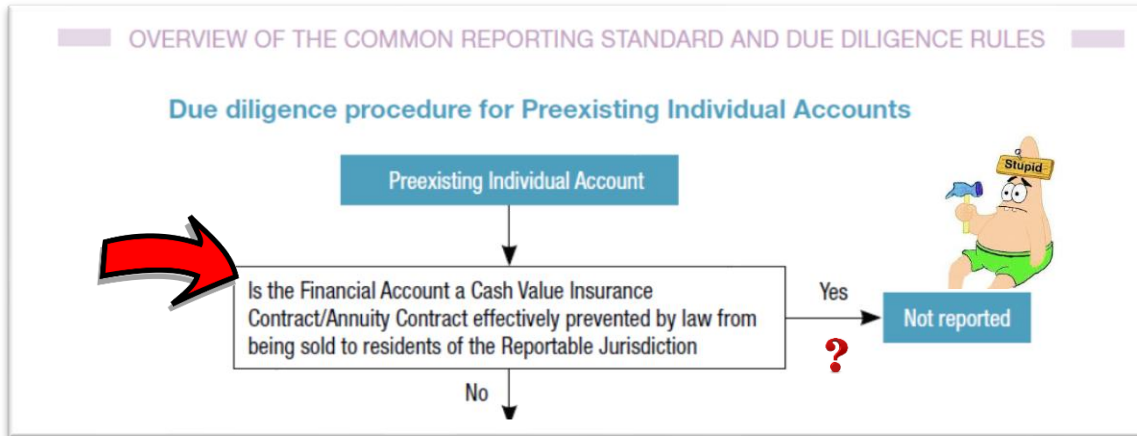 OVERVIEW OF THE COMMON REPORTING STANDARD AND DUE DILIGENCE RULES
Due diligence procedure for Preexisting Individual Accounts
Preexisting Individual Account
Stupid
Is the Financial Account a Cash Value Insurance
Contract/Annuity Contract effectively prevented by law from
being sold to residents of the Reportable Jurisdiction
Yes
?
Not reported
No